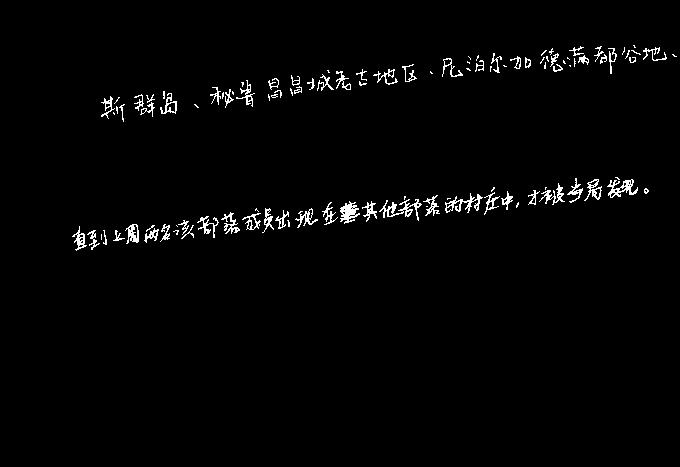 斯群岛、秘鲁昌昌城考古地区、尼泊尔加德满都谷地、
直到上周两名该部落成员出现在其他部落的村庄中,才被当局发现。